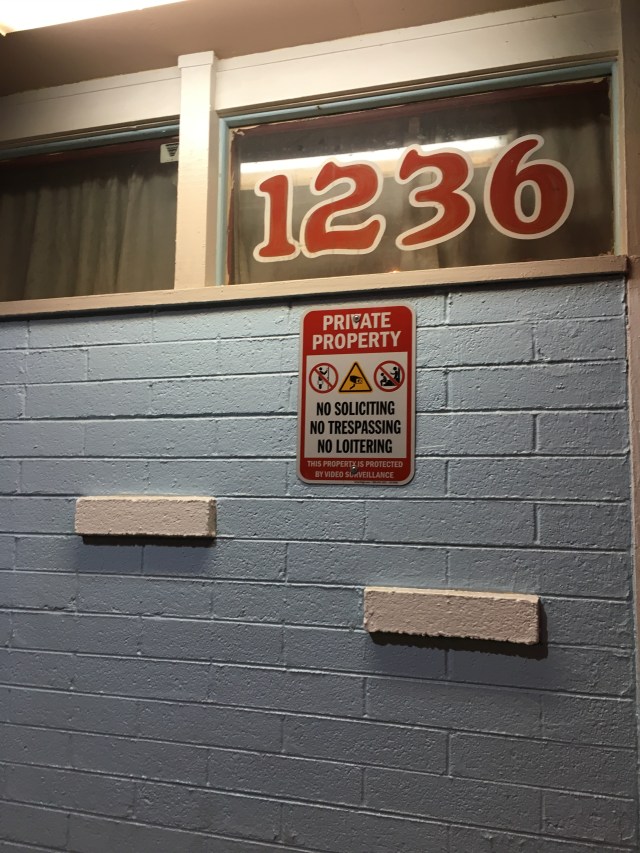 1236
PRIVATE
PROPERTY
NO SOLICITING
NO TRESPASSING
NO LOITERING
THIS PROPERTY IS PROTECTED
BY VIDEO SURVEILLANCE